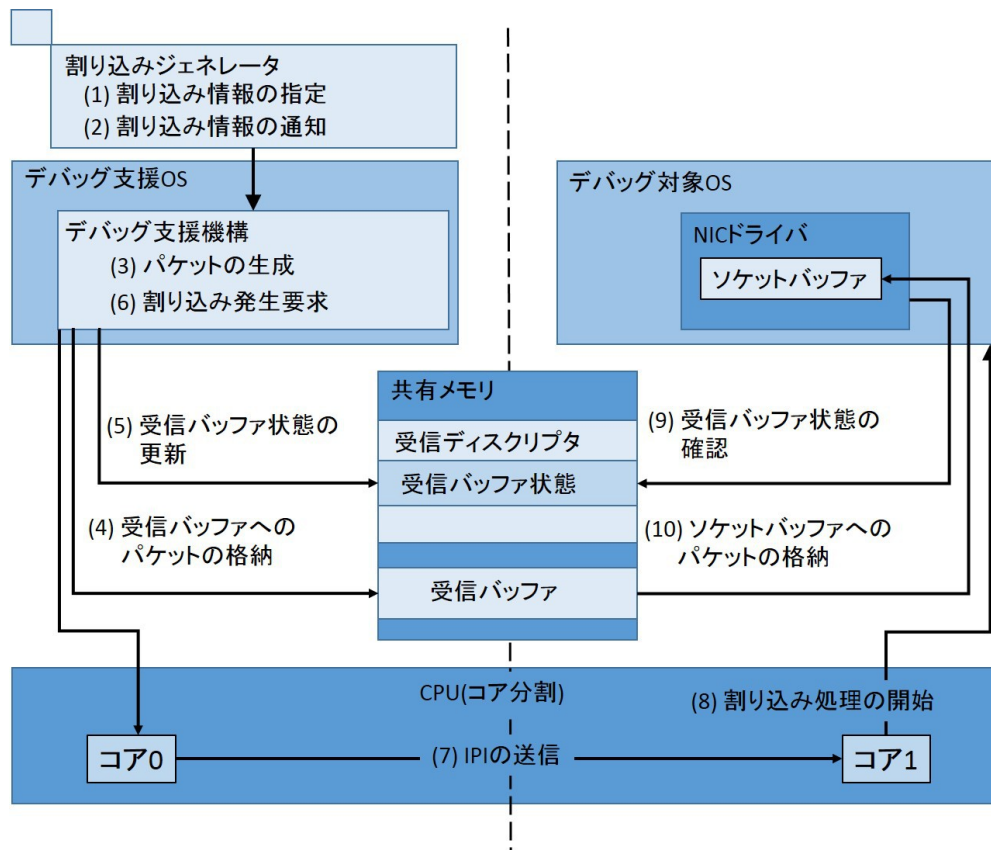 割り込みジェネレータ
(1) 割り込み情報の指定
(2) 割り込み情報の通知
デバッグ支援OS
デバッグ支援機構
(3) パケットの生成
(6) 割り込み発生要求
デバッグ対象OS
NICドライバ
ソケットバッファ
共有メモリ
受信ディスクリプタ
受信バッファ状態
受信バッファ
(5) 受信バッファ状態の
更新
(4) 受信バッファへの
パケットの格納
(9) 受信バッファ状態の
確認
(10) ソケットバッファへの
パケットの格納
CPU(コア分割)
(8) 割り込み処理の開始
コア0
(7) IPIの送信
コア1